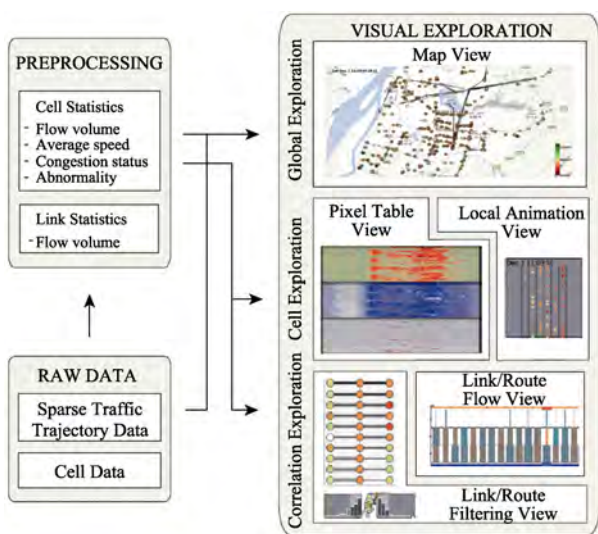 PREPROCESSING
Cell Statistics
- Flow volume
- Average speed
- Congestion status
- Abnormality
Link Statistics
- Flow volume
RAW DATA
Sparse Traffic
Trajectory Data
Cell Data
VISUAL EXPLORATION
Global Exploration
Map View
Cell Exploration
Pixel Table
View
Local Animation
View
Correlation Exploration
Link/Route
Flow View
Link/Route
Filtering View